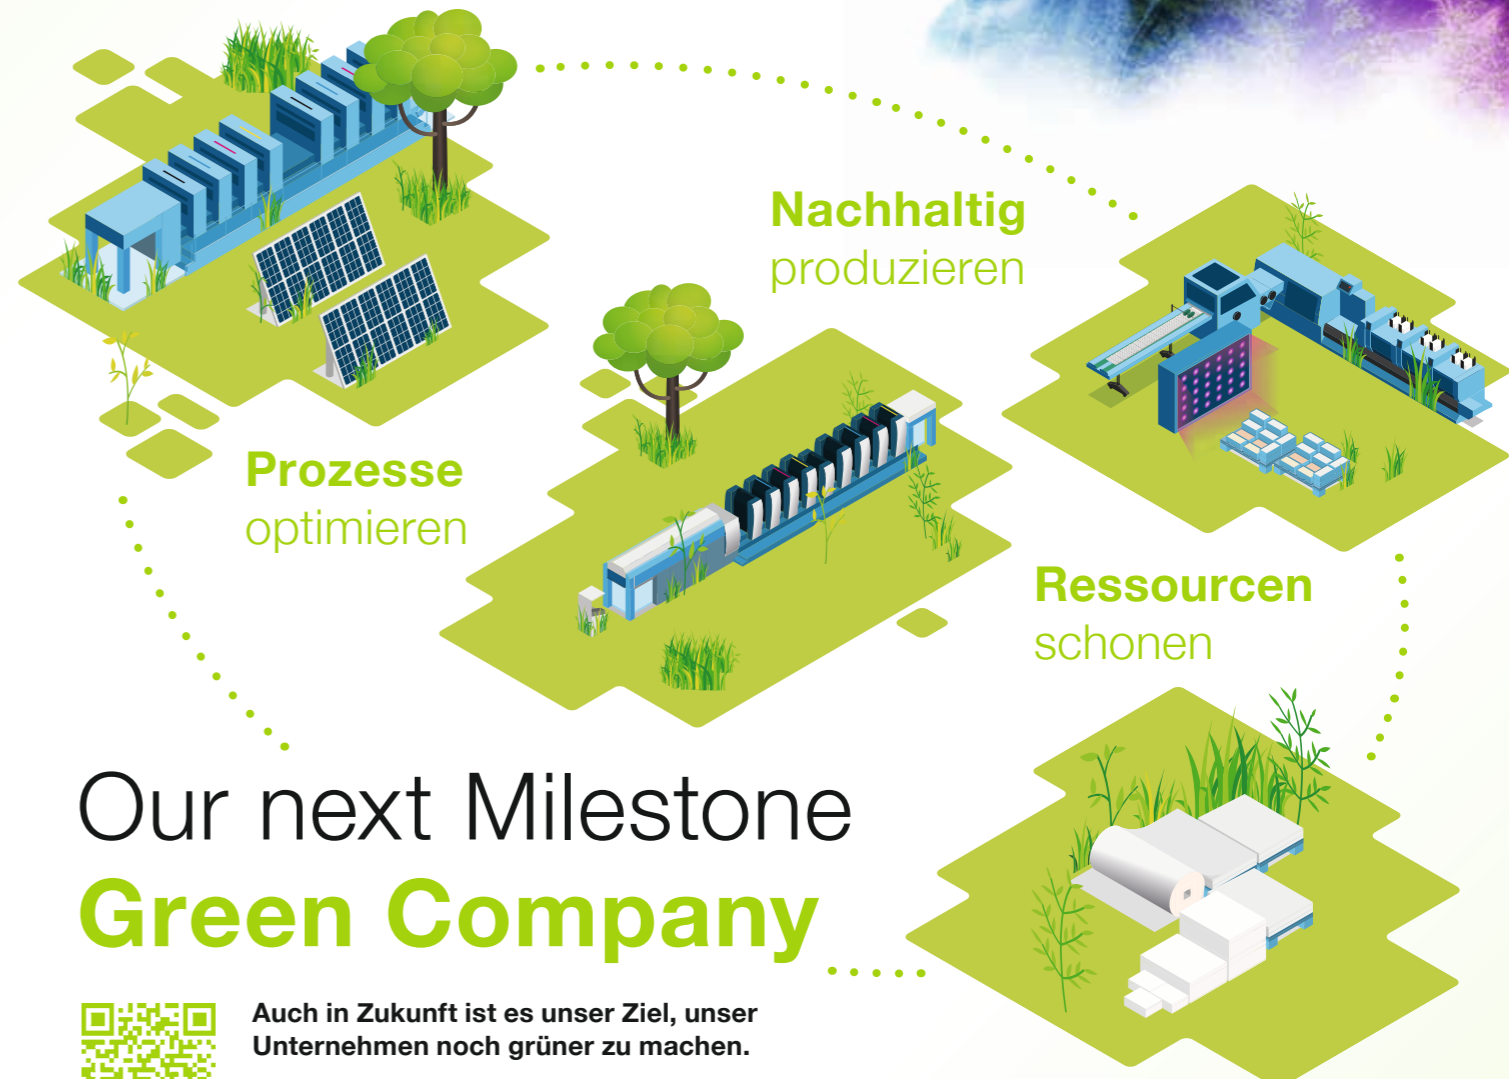 Nachhaltig
produzieren
Prozesse
optimieren
Ressourcen
schonen
Our next Milestone
Green Company
Auch in Zukunft ist es unser Ziel, unser
Unternehmen noch grüner zu machen.